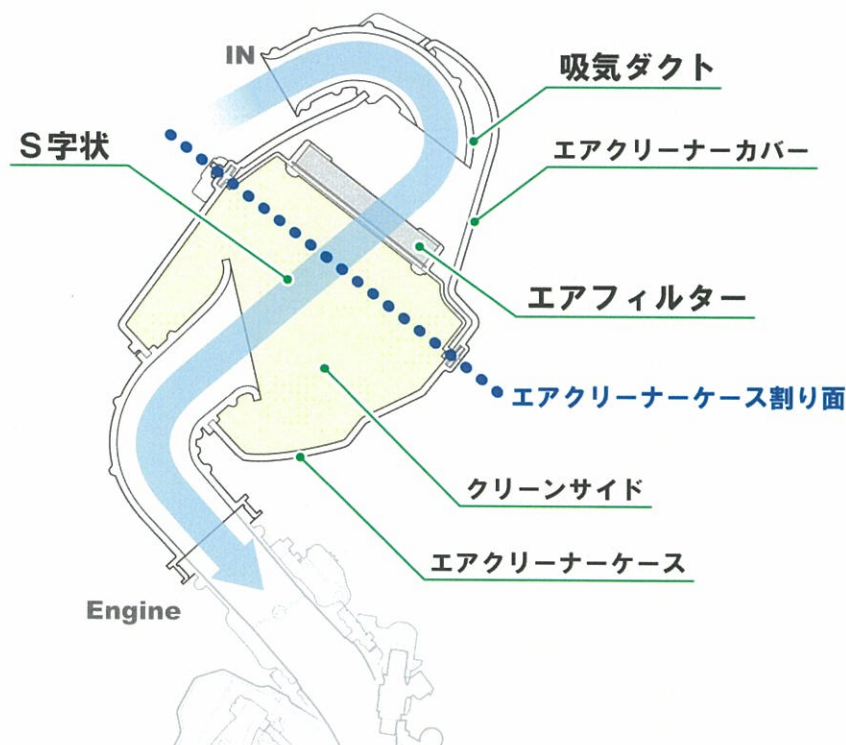 IN
吸気ダクト
S字状
エアクリーナーカバー
エアフィルター
エアクリーナーケース割り面
クリーンサイド
エアクリーナーケース
Engine